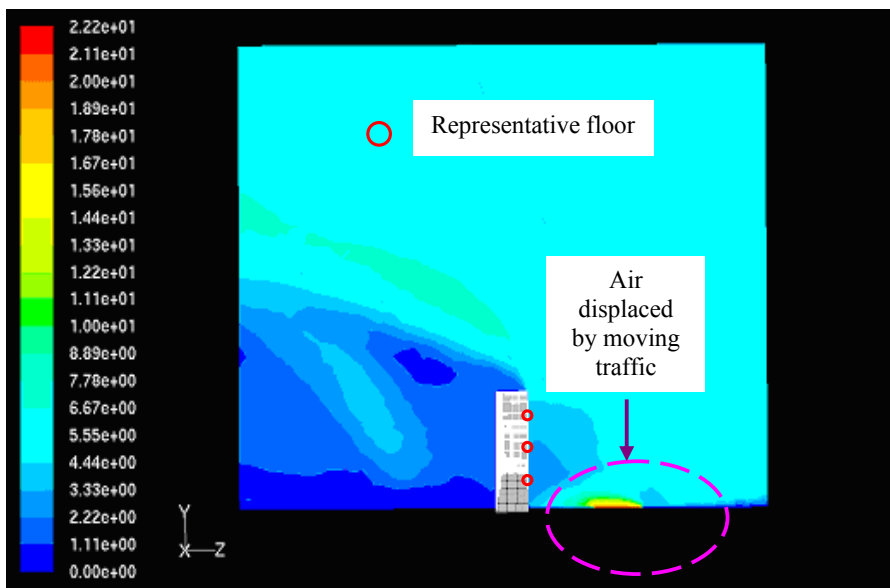 2.22e+01
2.11e+01
2.00e+01
1.89e+01
1.78e+01
1.67e+01
1.55e+01
1.44e+01
1.33e+01
1.22e+01
1.11e+01
1.00e+01
8.89e+00
7.78e+00
6.67e+00
5.55e+00
4.44e+00
3.33e+00
2.22e+00
1.11e+00
0.00e+00
Representative floor
Air
displaced
by moving
traffic
Y
X
Z